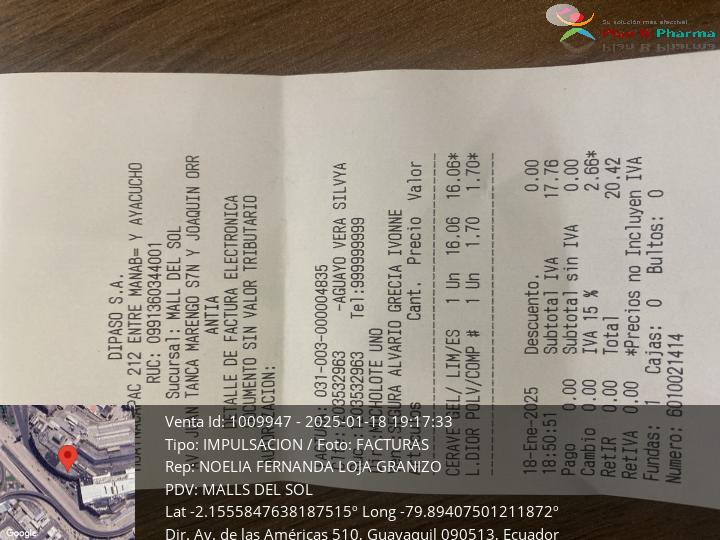 Su solución más efectiva!
Plan B Pharma
DIPASO S.A.
PAC 212 ENTRE MANAB= Y AYACUCHO
RUC: 0991360344001
Sucursal: MALL DEL SOL
TANCA MARENGO S7N Y JOAQUIN ORR
ANTIA
DETALLE DE FACTURA ELECTRONICA
DOCUMENTO SIN VALOR TRIBUTARIO
031-003-000004835
-AGUAYO VERA SILVYA
Tel:999999999
CHOLOTE UNO
SEGURA ALVARIO GRECIA IVONNE
Cant. Precio Valor
CERAVE GEL/ LIM/ES 1 Un 16.06 16.06*
L.DIOR POLV/COMP # 1 Un 1.70 1.70*
18-Ene-2025 Descuento. 0.00
18:50:51 Subtotal IVA 17.76
Pago 0.00 Subtotal sin IVA 0.00
Cambio 0.00 IVA 15 % 2.66*
RetIR 0.00 Total 20.42
RetIVA 0.00 *Precios no Incluyen IVA
Fundas: 1 Cajas: 0 Bultos: 0
Numero: 6010021414
Venta Id: 1009947 - 2025-01-18 19:17:33
Tipo: IMPULSACION / Foto: FACTURAS
Rep: NOELIA FERNANDA LOJA GRANIZO
PDV: MALLS DEL SOL
Lat -2.1555847638187515º Long -79.89407501211872º
Dir. Av. de las Américas 510, Guayaquil 090513, Ecuador
Google